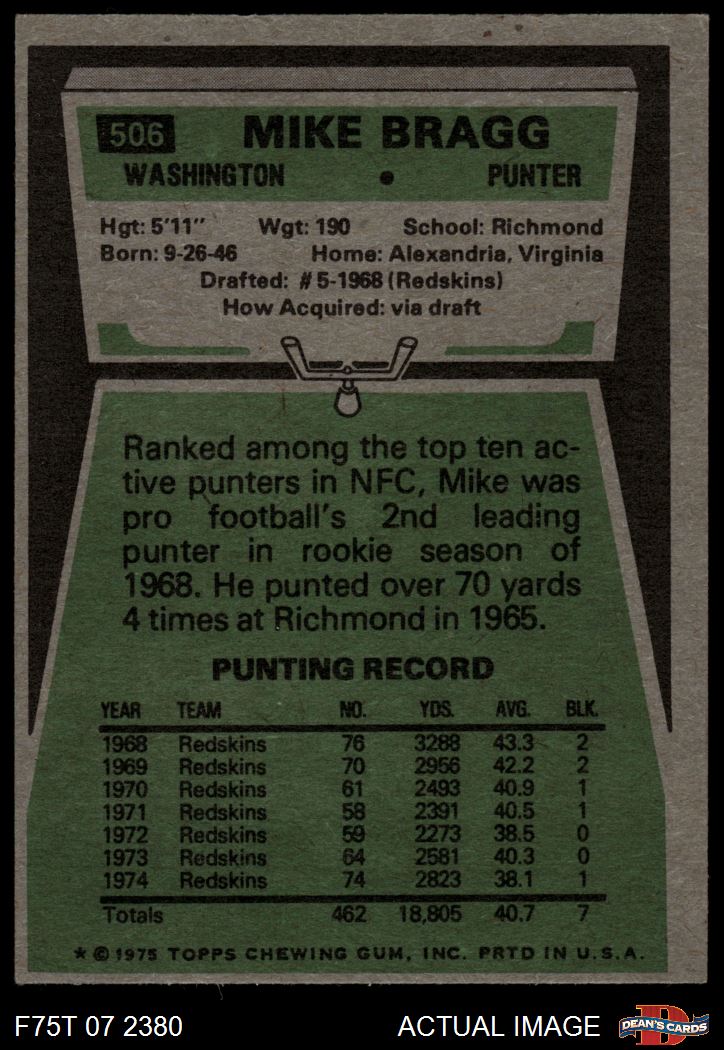 506 MIKE BRAGG
WASHINGTON • PUNTER
Hgt: 5'11" Wgt: 190 School: Richmond
Born: 9-26-46 Home: Alexandria, Virginia
Drafted: #5-1968 (Redskins)
How Acquired: via draft
Ranked among the top ten ac-
tive punters in NFC, Mike was
pro football's 2nd leading
punter in rookie season of
1968. He punted over 70 yards
4 times at Richmond in 1965.
PUNTING RECORD
YEAR TEAM NO. YDS. AVG. BLK.
1968 Redskins 76 3288 43.3 2
1969 Redskins 70 2956 42.2 2
1970 Redskins 61 2493 40.9 1
1971 Redskins 58 2391 40.5 1
1972 Redskins 59 2273 38.5 0
1973 Redskins 64 2581 40.3 0
1974 Redskins 74 2823 38.1 1
Totals 462 18,805 40.7 7
★ © 1975 TOPPS CHEWING GUM, INC. PRTD IN U.S.A.
F75T 07 2380 ACTUAL IMAGE D DEAN'S CARDS